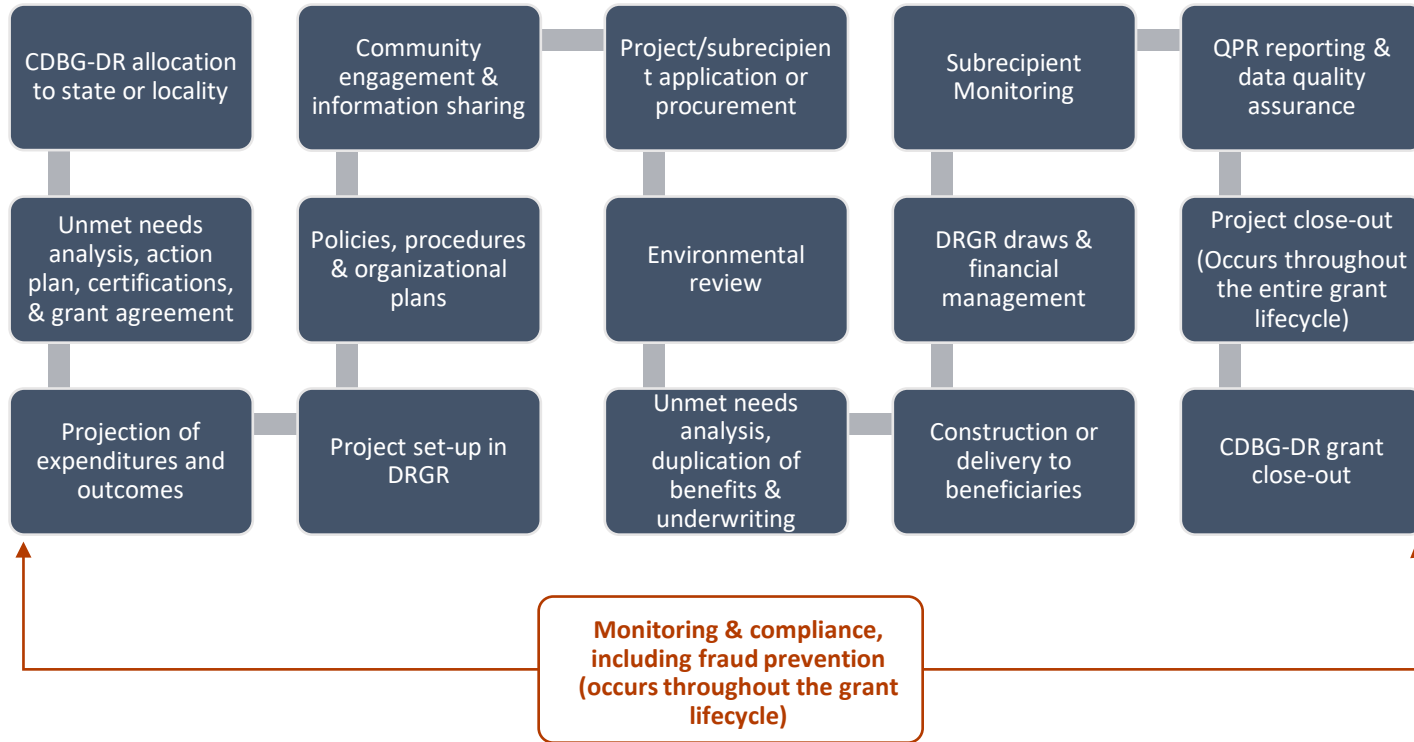 CDBG-DR allocation
to state or locality
Unmet needs
analysis, action
plan, certifications,
& grant agreement
Projection of
expenditures and
outcomes
Project set-up in
DRGR
Policies, procedures
& organizational
plans
Community
engagement &
information sharing
Project/subrecipien
t application or
procurement
Environmental
review
Unmet needs
analysis,
duplication of
benefits &
underwriting
Construction or
delivery to
beneficiaries
DRGR draws &
financial
management
Subrecipient
Monitoring
QPR reporting &
data quality
assurance
Project close-out
(Occurs throughout
the entire grant
lifecycle)
CDBG-DR grant
close-out
Monitoring & compliance,
including fraud prevention
(occurs throughout the grant
lifecycle)